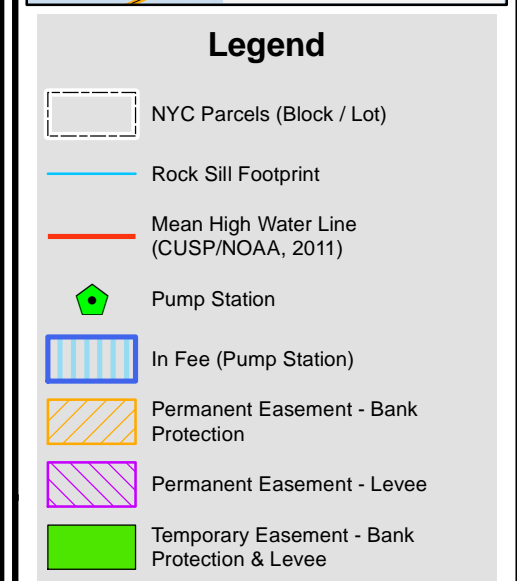 Legend
NYC Parcels (Block / Lot)
Rock Sill Footprint
Mean High Water Line
(CUSP/NOAA, 2011)
Pump Station
In Fee (Pump Station)
Permanent Easement - Bank
Protection
Permanent Easement - Levee
Temporary Easement - Bank
Protection & Levee